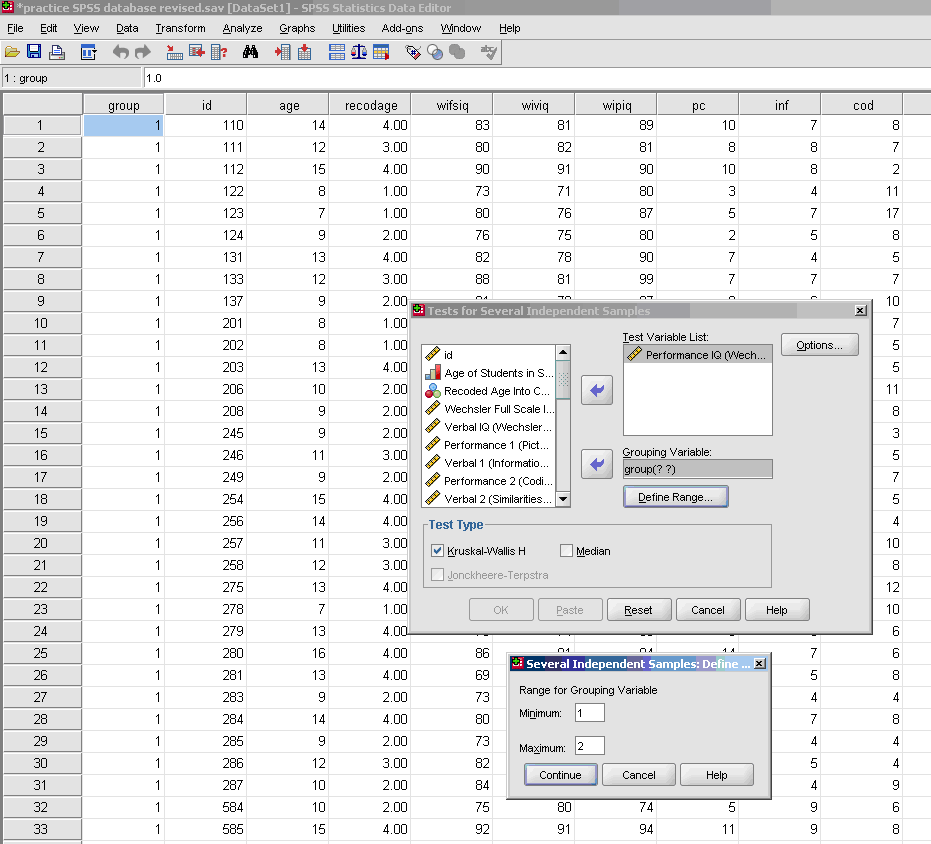 *practice SPSS database revised.sav [DataSet1] - SPSS Statistics Data Editor
File Edit View Data Transform Analyze Graphs Utilities Add-ons Window Help
1 : group 1.0
group id age recodage wifsiq wiviq wipiq pc inf cod
1 1 110 14 4.00 83 81 89 10 7 8
2 1 111 12 3.00 80 82 81 8 8 7
3 1 112 15 4.00 90 91 90 10 8 2
4 1 122 8 1.00 73 71 80 3 4 11
5 1 123 7 1.00 80 76 87 5 7 17
6 1 124 9 2.00 76 75 80 2 5 8
7 1 131 13 4.00 82 78 90 7 4 5
8 1 133 12 3.00 88 81 99 7 7 7
9 1 137 9 2.00 10
10 1 201 8 1.00 7
11 1 202 8 1.00 5
12 1 203 13 4.00 5
13 1 206 10 2.00 11
14 1 208 9 2.00 8
15 1 245 9 2.00 3
16 1 246 11 3.00 5
17 1 249 9 2.00 7
18 1 254 15 4.00 5
19 1 256 14 4.00 4
20 1 257 11 3.00 10
21 1 258 12 3.00 8
22 1 275 13 4.00 12
23 1 278 7 1.00 10
24 1 279 13 4.00 6
25 1 280 16 4.00 86 7 6
26 1 281 13 4.00 69 5 8
27 1 283 9 2.00 73 4 4
28 1 284 14 4.00 80 7 8
29 1 285 9 2.00 73 4 4
30 1 286 12 3.00 82 5 4
31 1 287 10 2.00 84 4 9
32 1 584 10 2.00 75 80 74 5 9 6
33 1 585 15 4.00 92 91 94 11 9 8
Tests for Several Independent Samples
id
Age of Students in S...
Recoded Age Into C...
Wechsler Full Scale I...
Verbal IQ (Wechsler...
Performance 1 (Pict...
Verbal 1 (Informatio...
Performance 2 (Codi...
Verbal 2 (Similarities...
Test Variable List:
Performance IQ (Wech...
Options...
Grouping Variable:
group(? ?)
Define Range...
Test Type
Kruskal-Wallis H Median
Jonckheere-Terpstra
OK Paste Reset Cancel Help
Several Independent Samples: Define ...
Range for Grouping Variable
Minimum: 1
Maximum: 2
Continue Cancel Help